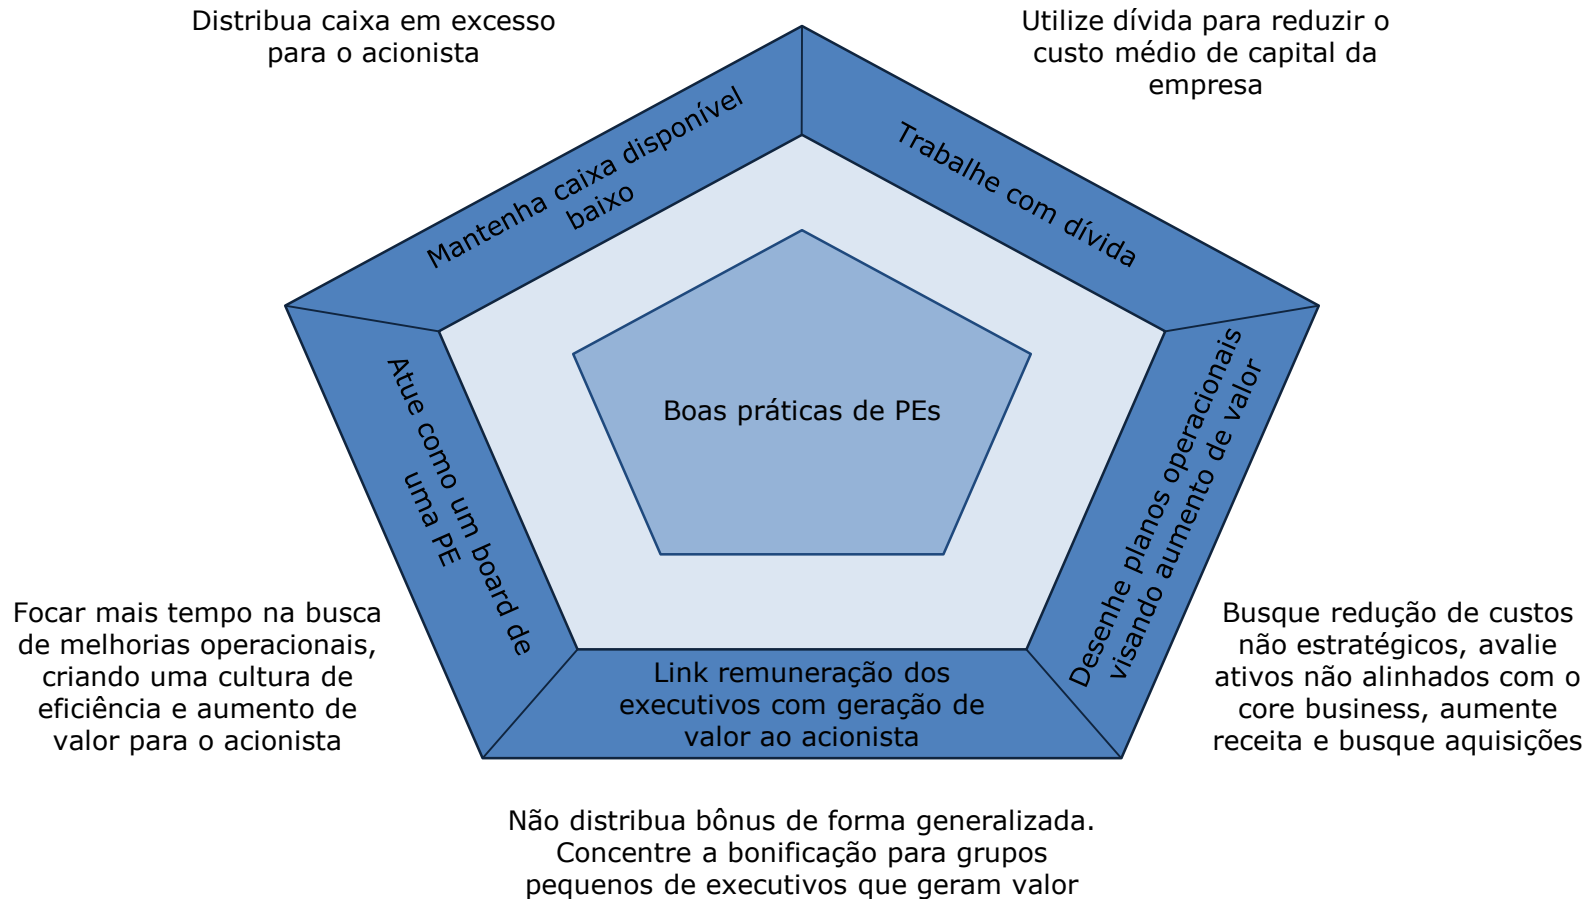 Distribua caixa em excesso
para o acionista
Utilize dívida para reduzir o
custo médio de capital da
empresa
Mantenha caixa disponível
baixo
Trabalhe com dívida
Atue como um board de
uma PE
Boas práticas de PEs
Desenhe planos operacionais
visando aumento de valor
Link remuneração dos
executivos com geração de
valor ao acionista
Focar mais tempo na busca
de melhorias operacionais,
criando uma cultura de
eficiência e aumento de
valor para o acionista
Busque redução de custos
não estratégicos, avalie
ativos não alinhados com o
core business, aumente
receita e busque aquisições
Não distribua bônus de forma generalizada.
Concentre a bonificação para grupos
pequenos de executivos que geram valor